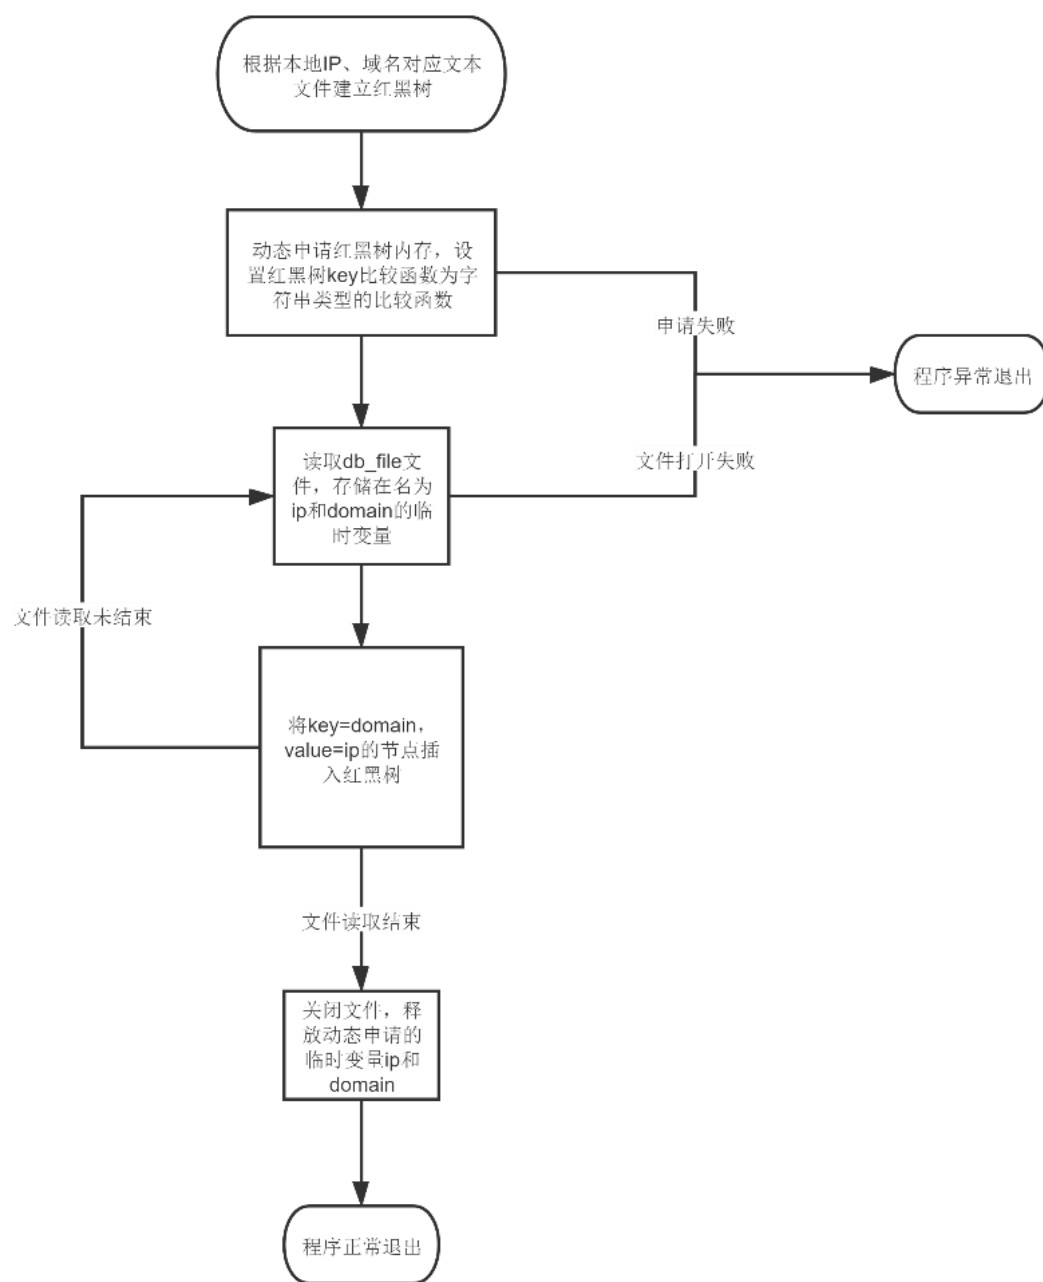 根据本地IP、域名对应文本
文件建立红黑树
动态申请红黑树内存，设
置红黑树key比较函数为字
符串类型的比较函数
申请失败
程序异常退出
读取db_file文
件，存储在名为
ip和domain的临
时变量
文件打开失败
文件读取未结束
将key=domain，
value=ip的节点插
入红黑树
文件读取结束
关闭文件，释
放动态申请的
临时变量ip和
domain
程序正常退出